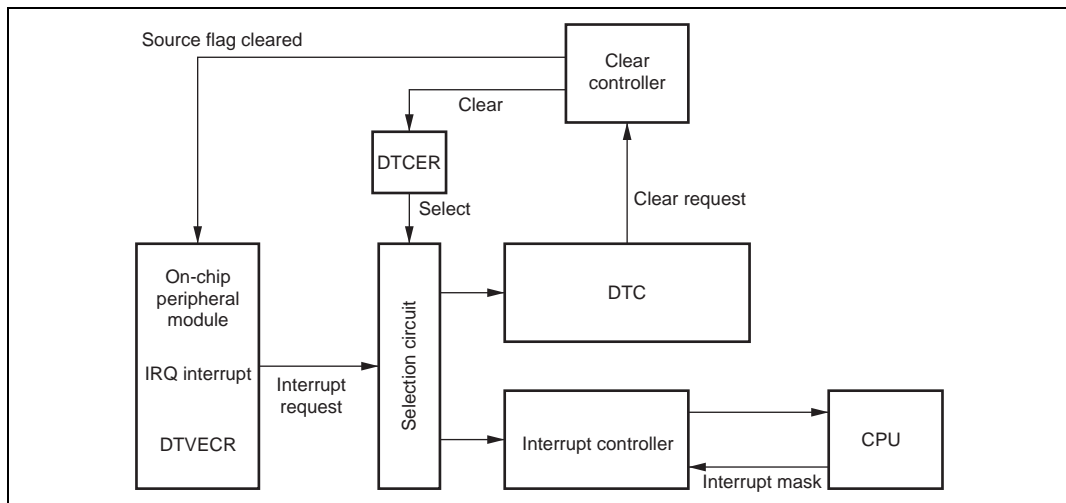 Source flag cleared
Clear
controller
Clear
DTCER
Clear request
Select
On-chip
peripheral
module
IRQ interrupt
DTVECR
Interrupt
request
Selection circuit
DTC
Interrupt controller
CPU
Interrupt mask